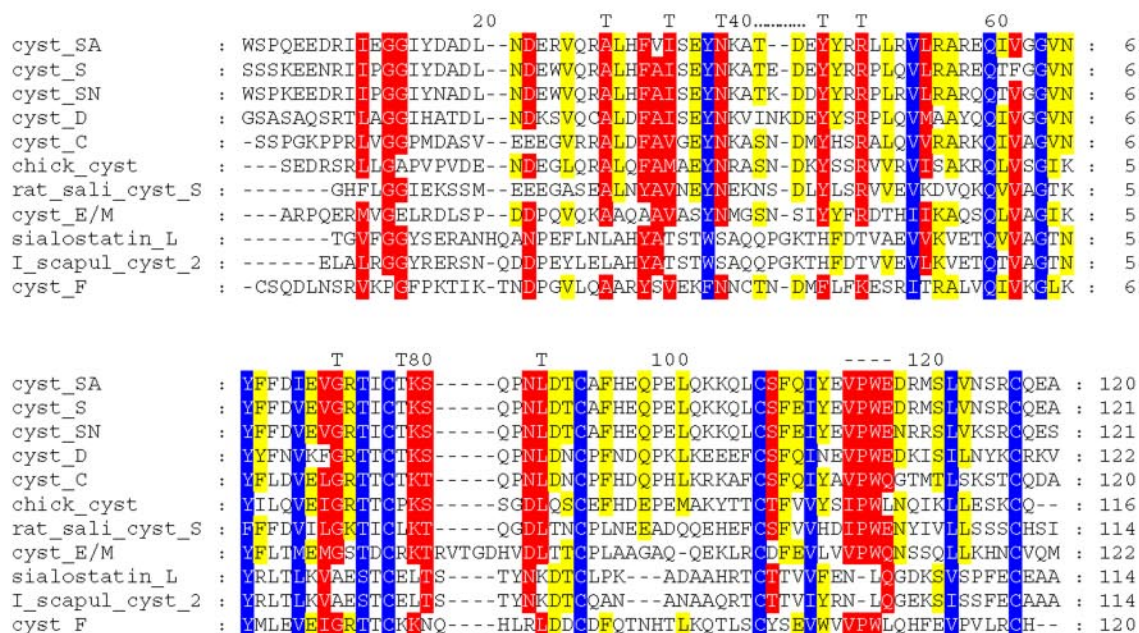 20 T T T40………… T T 60
cyst_SA : WSPQEEDRIIEGGIYDADL--NDERVQRALHFVISEYNKAT--DEYYRRLLRVLRAREQIVGGVN : 6
cyst_S : SSSKEENRIIPGGIYDADL--NDEWVQRALHFAISEYNKATE-DEYYRRPLQVLRAREQTFGGVN : 6
cyst_SN : WSPKEEDRIIPGGIYNADL--NDEWVQRALHFAISEYNKATK-DDYYRRPLRVLRARQQTVGGVN : 6
cyst_D : GSASAQSRTLAGGIHATDL--NDKSVQCALDFAISEYNKVINKDEYYSRPLQVMAAYQQIVGGVN : 6
cyst_C : -SSPGKPPRLVGGPMDASV--EEEGVRRALDFAVGEYNKASN-DMYHSRALQVVRARKQIVAGVN : 6
chick_cyst : ---SEDRSRLLGAPVPVDE--NDEGLQRALQFAMAEYNRASN-DKYSSRVVRVISAKRQLVSGIK : 5
rat_sali_cyst_S : -------GHFLGGIEKSSM--EEEGASEALNYAVNEYNEKNS-DLYLSRVVEVKDVQKQVVAGTK : 5
cyst_E/M : ---ARPQERMVGELRDLSP--DDPQVQKAAQAAVASYNMGSN-SIYYFRDTHIIKAQSQLVAGIK : 5
sialostatin_L : -------TGVFGGYSERANHQANPEFLNLAHYATSTWSAQQPGKTHFDTVAEVVKVETQVVAGTN : 5
I_scapul_cyst_2 : ------ELALRGGYRERSN-QDDPEYLELAHYATSTWSAQQPGKTHFDTVVEVLKVETQTVAGTN : 5
cyst_F : -CSQDLNSRVKPGFPKTIK-TNDPGVLQAARYSVEKFNNCTN-DMFLFKESRITRALVQIVKGLK : 6
T T80 T 100 ---- 120
cyst_SA : YFFDIEVGRTICTKS-----QPNLDTCAFHEQPELQKKQLCSFQIYEVPWEDRMSLVNSRCQEA : 120
cyst_S : YFFDVEVGRTICTKS-----QPNLDTCAFHEQPELQKKQLCSFEIYEVPWEDRMSLVNSRCQEA : 121
cyst_SN : YFFDVEVGRTICTKS-----QPNLDTCAFHEQPELQKKQLCSFEIYEVPWENRRSLVKSRCQES : 121
cyst_D : YYFNVKFGRTTCTKS-----QPNLDNCPFNDQPKLKEEEFCSFQINEVPWEDKISILNYKCRKV : 122
cyst_C : YFLDVELGRTTCTKT-----QPNLDNCPFHDQPHLKRKAFCSFQIYAVPWQGTMTLSKSTCQDA : 120
chick_cyst : YILQVEIGRTTCPKS-----SGDLQSCEFHDEPEMAKYTTCTFVVYSIPWLNQIKLLESKCQ-- : 116
rat_sali_cyst_S : FFFDVILGKTICLKT-----QGDLTNCPLNEEADQQEHEFCSFVVHDIPWENYIVLLSSSCHSI : 114
cyst_E/M : YFLTMEMGSTDCRKTRVTGDHVDLTTCPLAAGAQ-QEKLRCDFEVLVVPWQNSSQLLKHNCVQM : 122
sialostatin_L : YRLTLKVAESTCELTS----TYNKDTCLPK---ADAAHRTCTTVVFEN-LQGDKSVSPFECEAA : 114
I_scapul_cyst_2 : YRLTLKVAESTCELTS----TYNKDTCQAN---ANAAQRTCTTVIYRN-LQGEKSISSFECAAA : 114
cyst_F : YMLEVEIGRTTCKKNQ----HLRLDDCDFQTNHTLKQTLSCYSEVWVVPWLQHFEVPVLRCH-- : 120